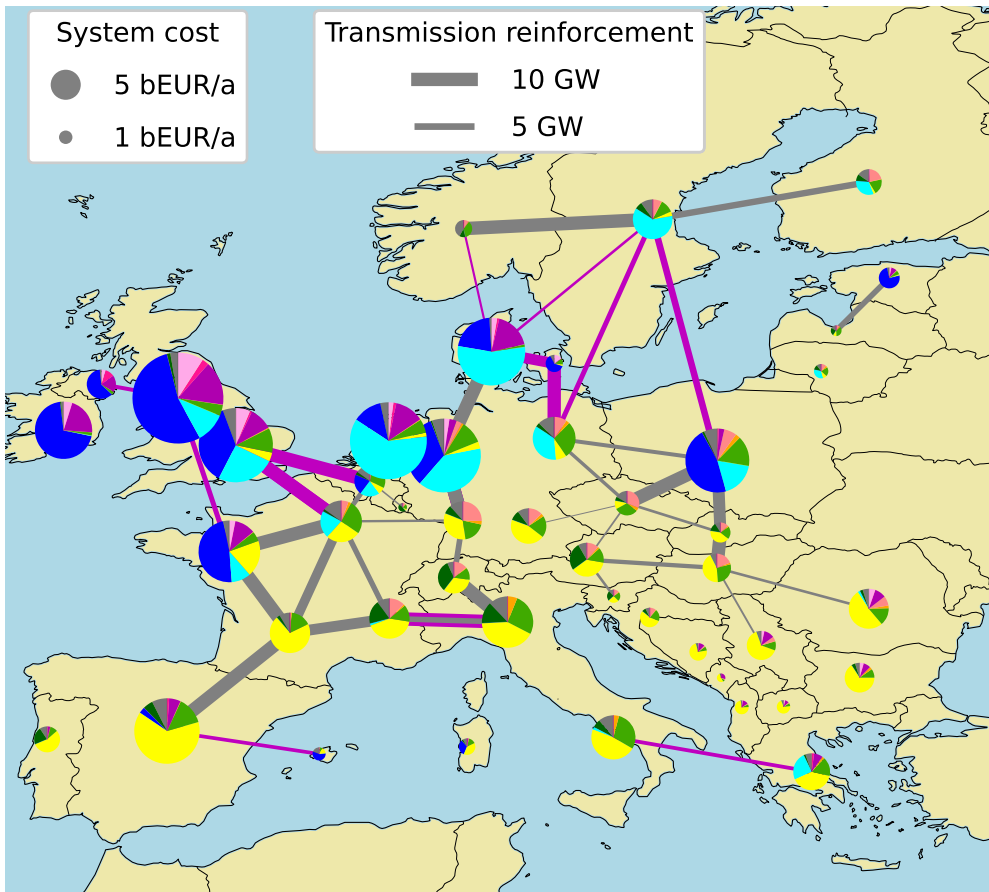 System cost
5 bEUR/a
1 bEUR/a
Transmission reinforcement
10 GW
5 GW